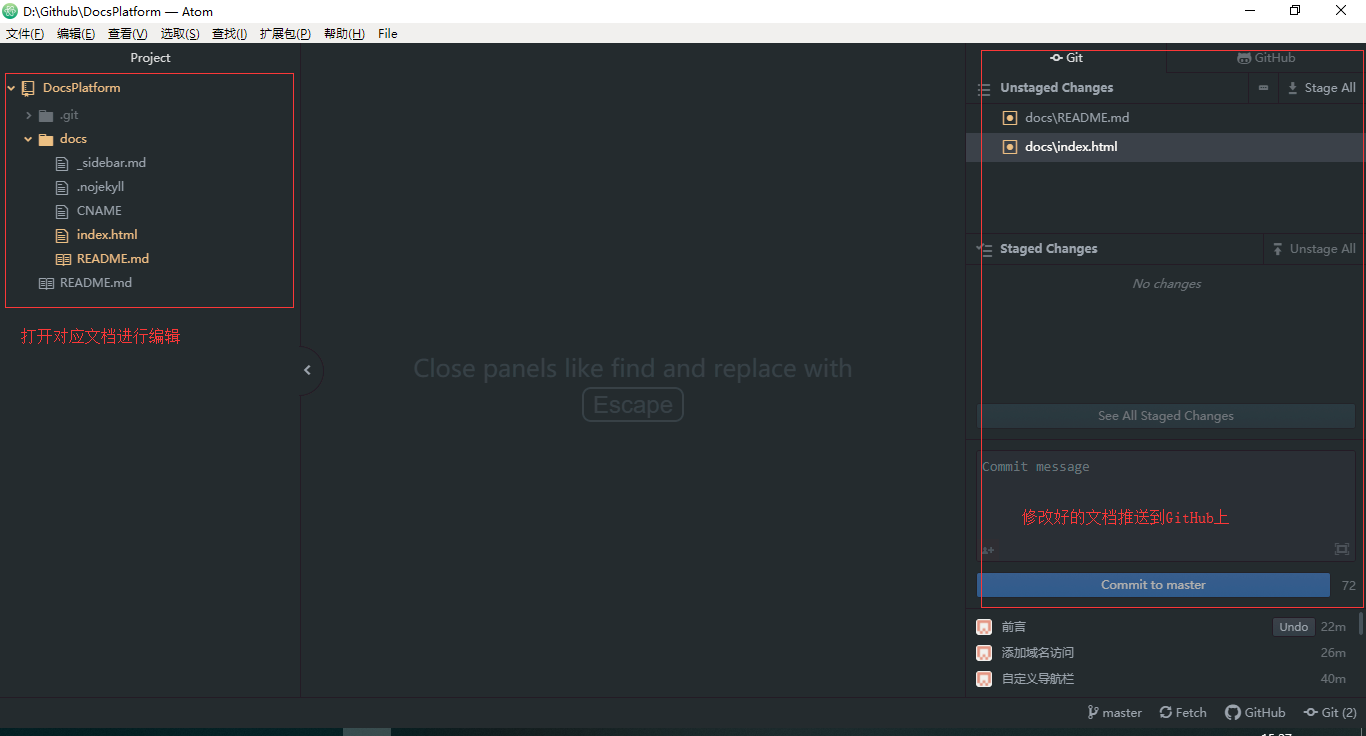 D:\Github\DocsPlatform — Atom
文件(F) 编辑(E) 查看(V) 选取(S) 查找(I) 扩展包(P) 帮助(H) File
Project
DocsPlatform
.git
docs
_sidebar.md
.nojekyll
CNAME
index.html
README.md
README.md
打开对应文档进行编辑
Close panels like find and replace with
Escape
Git GitHub
Unstaged Changes Stage All
docs\README.md
docs\index.html
Staged Changes Unstage All
No changes
See All Staged Changes
Commit message
修改好的文档推送到GitHub上
Commit to master 72
前言 Undo 22m
添加域名访问 26m
自定义导航栏 40m
master Fetch GitHub Git (2)